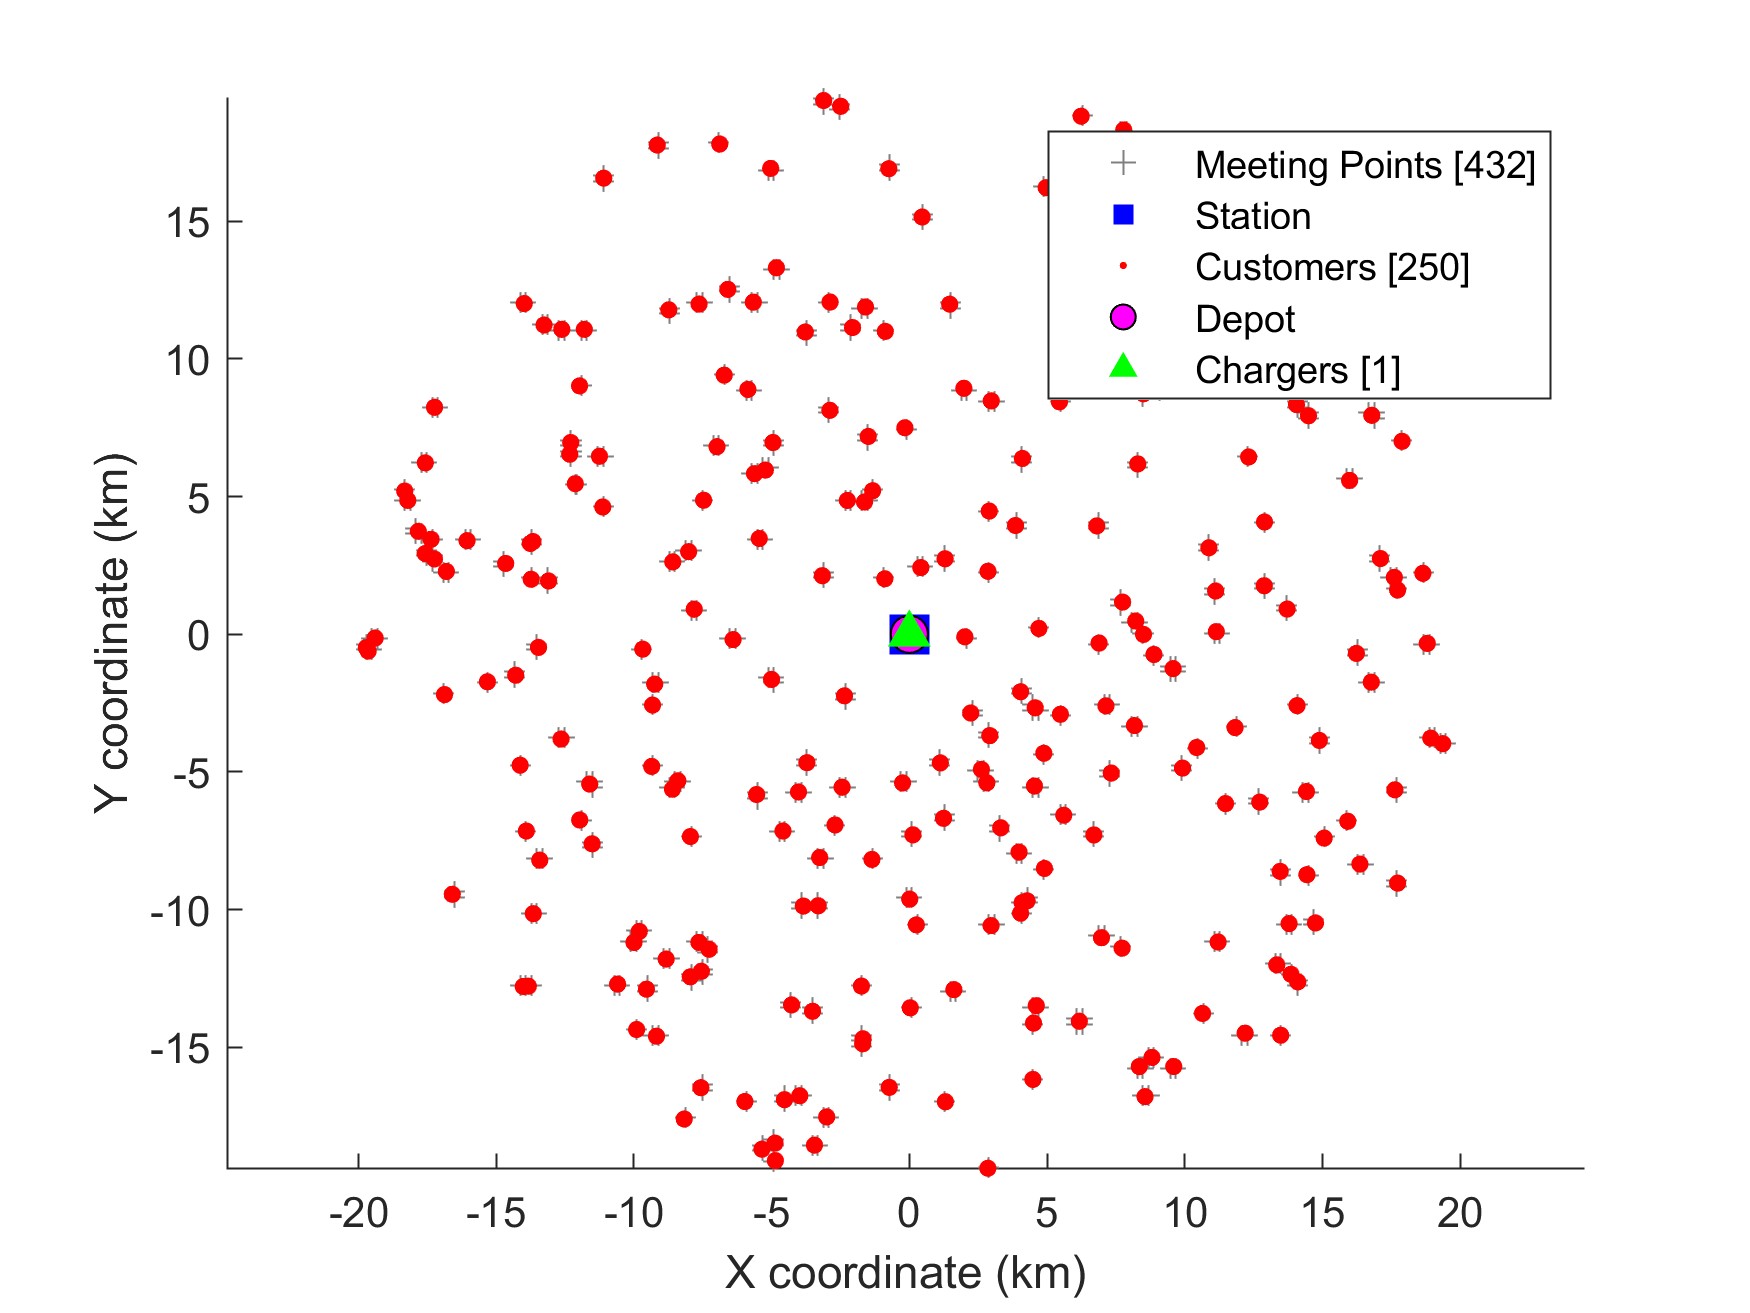 Meeting Points [432]
Station
Customers [250]
Depot
Chargers [1]
15
10
5
0
-5
-10
-15
Y coordinate (km)
-20 -15 -10 -5 0 5 10 15 20
X coordinate (km)